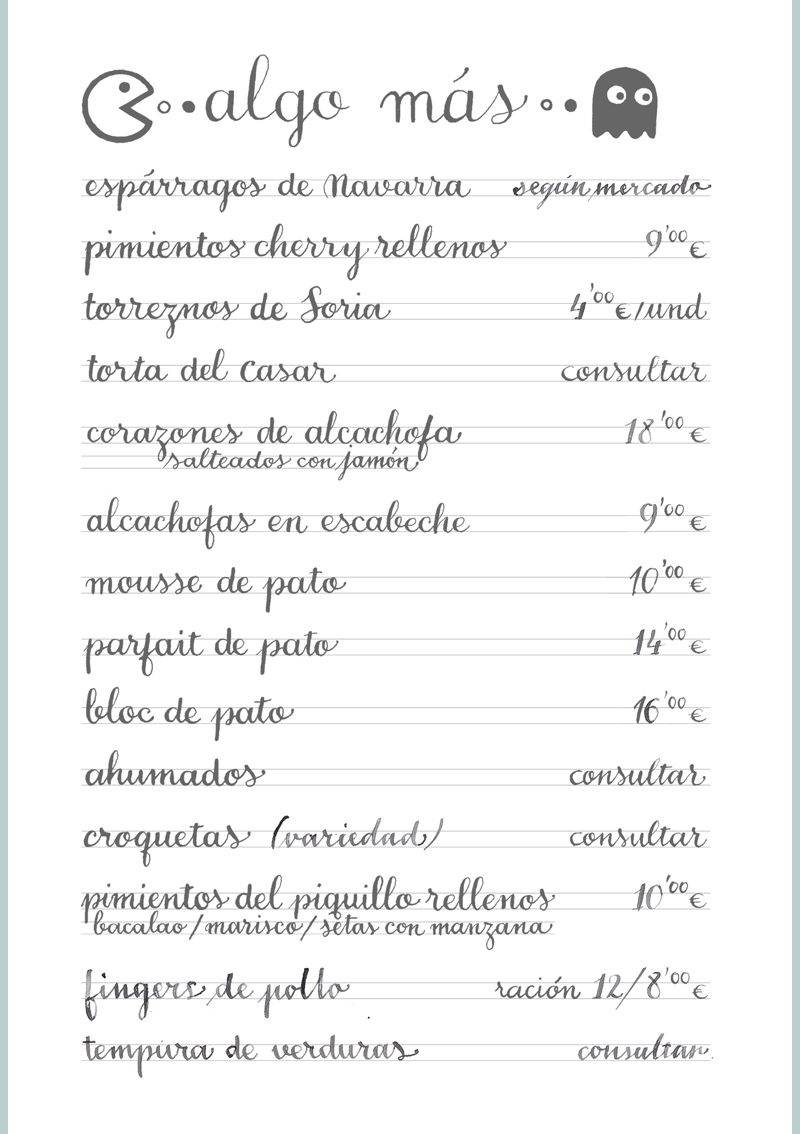 algo más
espárragos de Navarra según mercado
pimientos cherry rellenos 9'00 €
torreznos de Soria 4'00 €/und
torta del Casar consultar
corazones de alcachofa 18'00 €
salteados con jamón
alcachofas en escabeche 9'00 €
mousse de pato 10'00 €
parfait de pato 14'00 €
bloc de pato 16'00 €
ahumados consultar
croquetas (variedad) consultar
pimientos del piquillo rellenos 10'00 €
bacalao/marisco/setas con manzana
fingers de pollo ración 12/8'00 €
tempura de verduras consultar